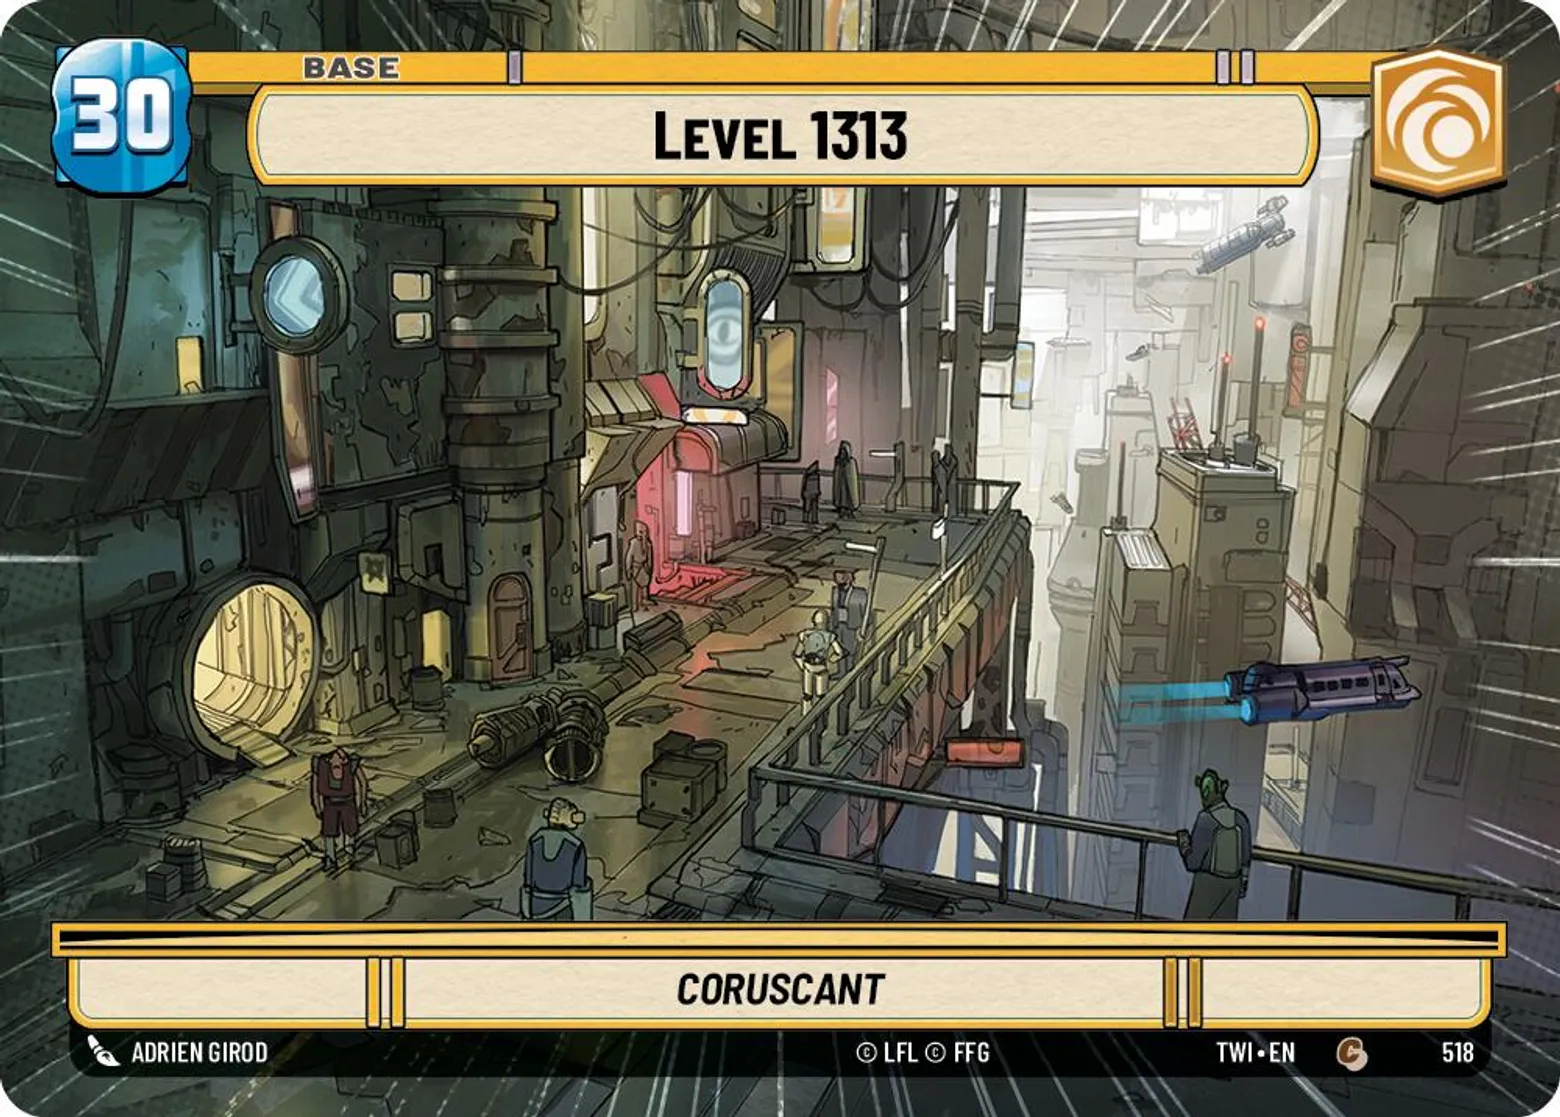 30
BASE
LEVEL 1313
CORUSCANT
ADRIEN GIROD
© LFL © FFG
TWI•EN
C
518